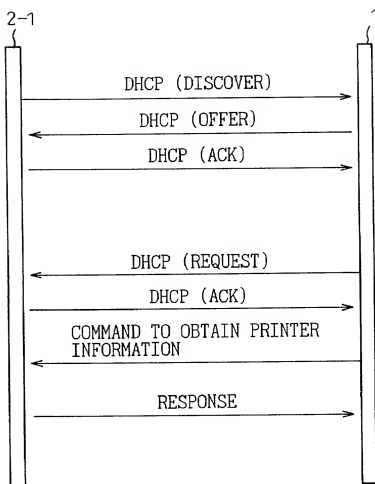 2-1
DHCP (DISCOVER)
DHCP (OFFER)
DHCP (ACK)
DHCP (REQUEST)
DHCP (ACK)
COMMAND TO OBTAIN PRINTER
INFORMATION
RESPONSE